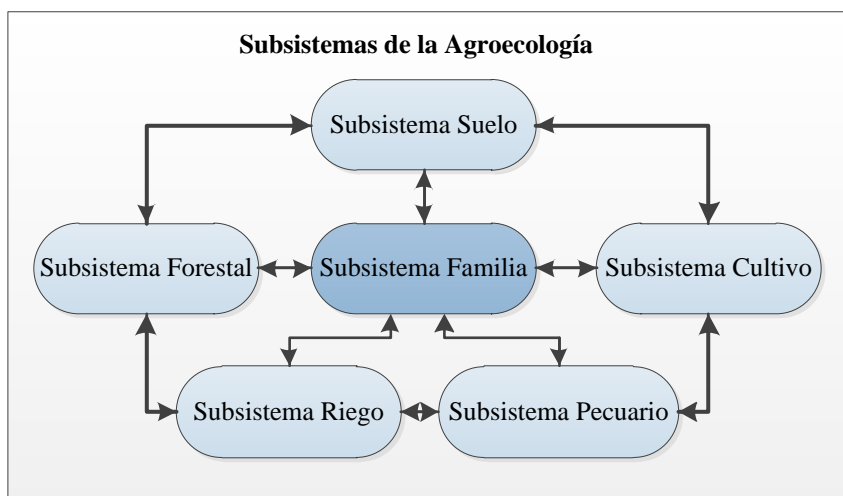 Subsistemas de la Agroecología
Subsistema Suelo
Subsistema Forestal
Subsistema Familia
Subsistema Cultivo
Subsistema Riego
Subsistema Pecuario